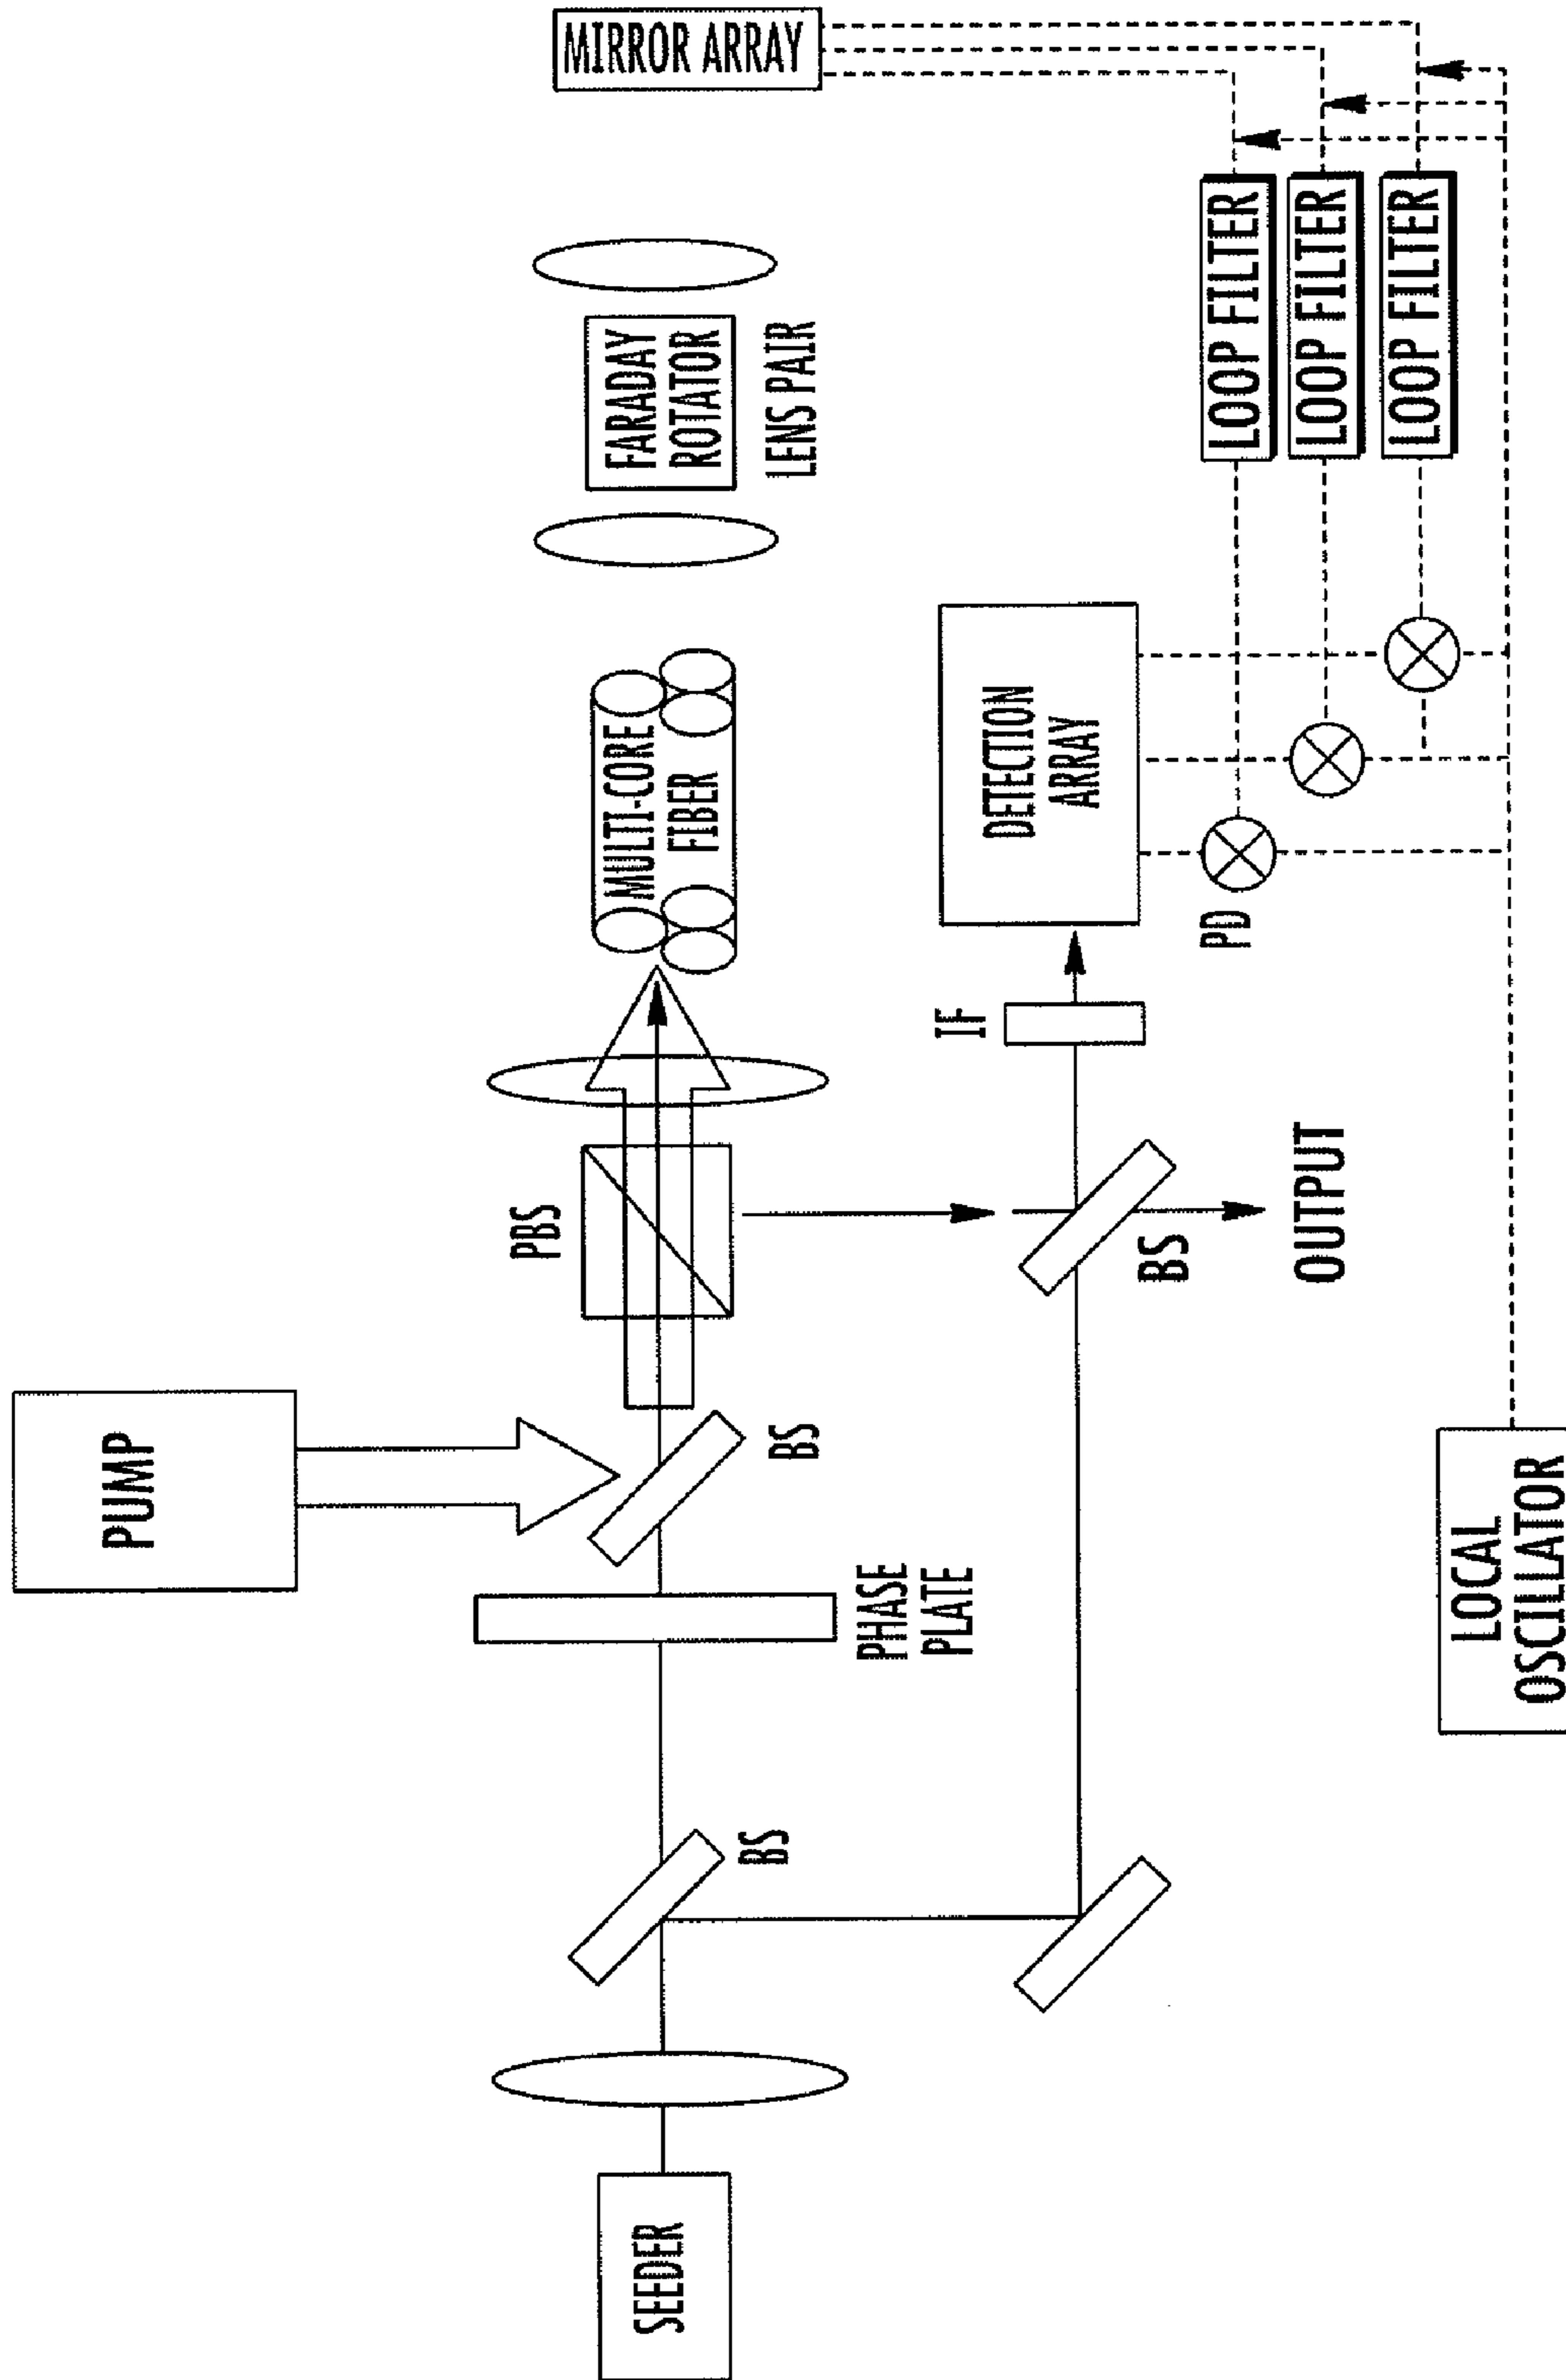 SEEDER
BS
PHASE
PLATE
PUMP
BS
PBS
MULTI-CORE
FIBER
FARADAY
ROTATOR
LENS PAIR
MIRROR ARRAY
BS
OUTPUT
IF
DETECTION
ARRAY
PD
LOOP FILTER
LOOP FILTER
LOOP FILTER
LOCAL
OSCILLATOR